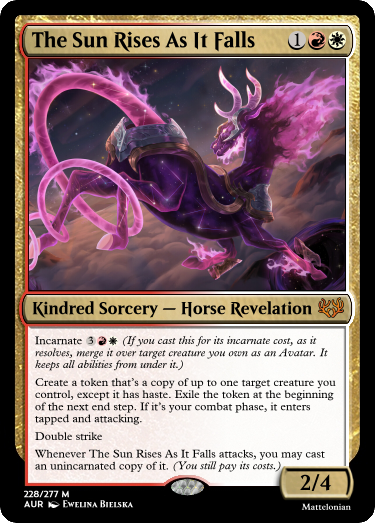 The Sun Rises As It Falls 1
Kindred Sorcery — Horse Revelation
Incarnate 3 (If you cast this for its incarnate cost, as it
resolves, merge it over target creature you own as an Avatar. It
keeps all abilities from under it.)
Create a token that's a copy of up to one target creature you
control, except it has haste. Exile the token at the beginning
of the next end step. If it's your combat phase, it enters
tapped and attacking.
Double strike
Whenever The Sun Rises As It Falls attacks, you may cast
an unincarnated copy of it. (You still pay its costs.)
2/4
228/277 M
AUR Ewelina Bielska
Mattelonian